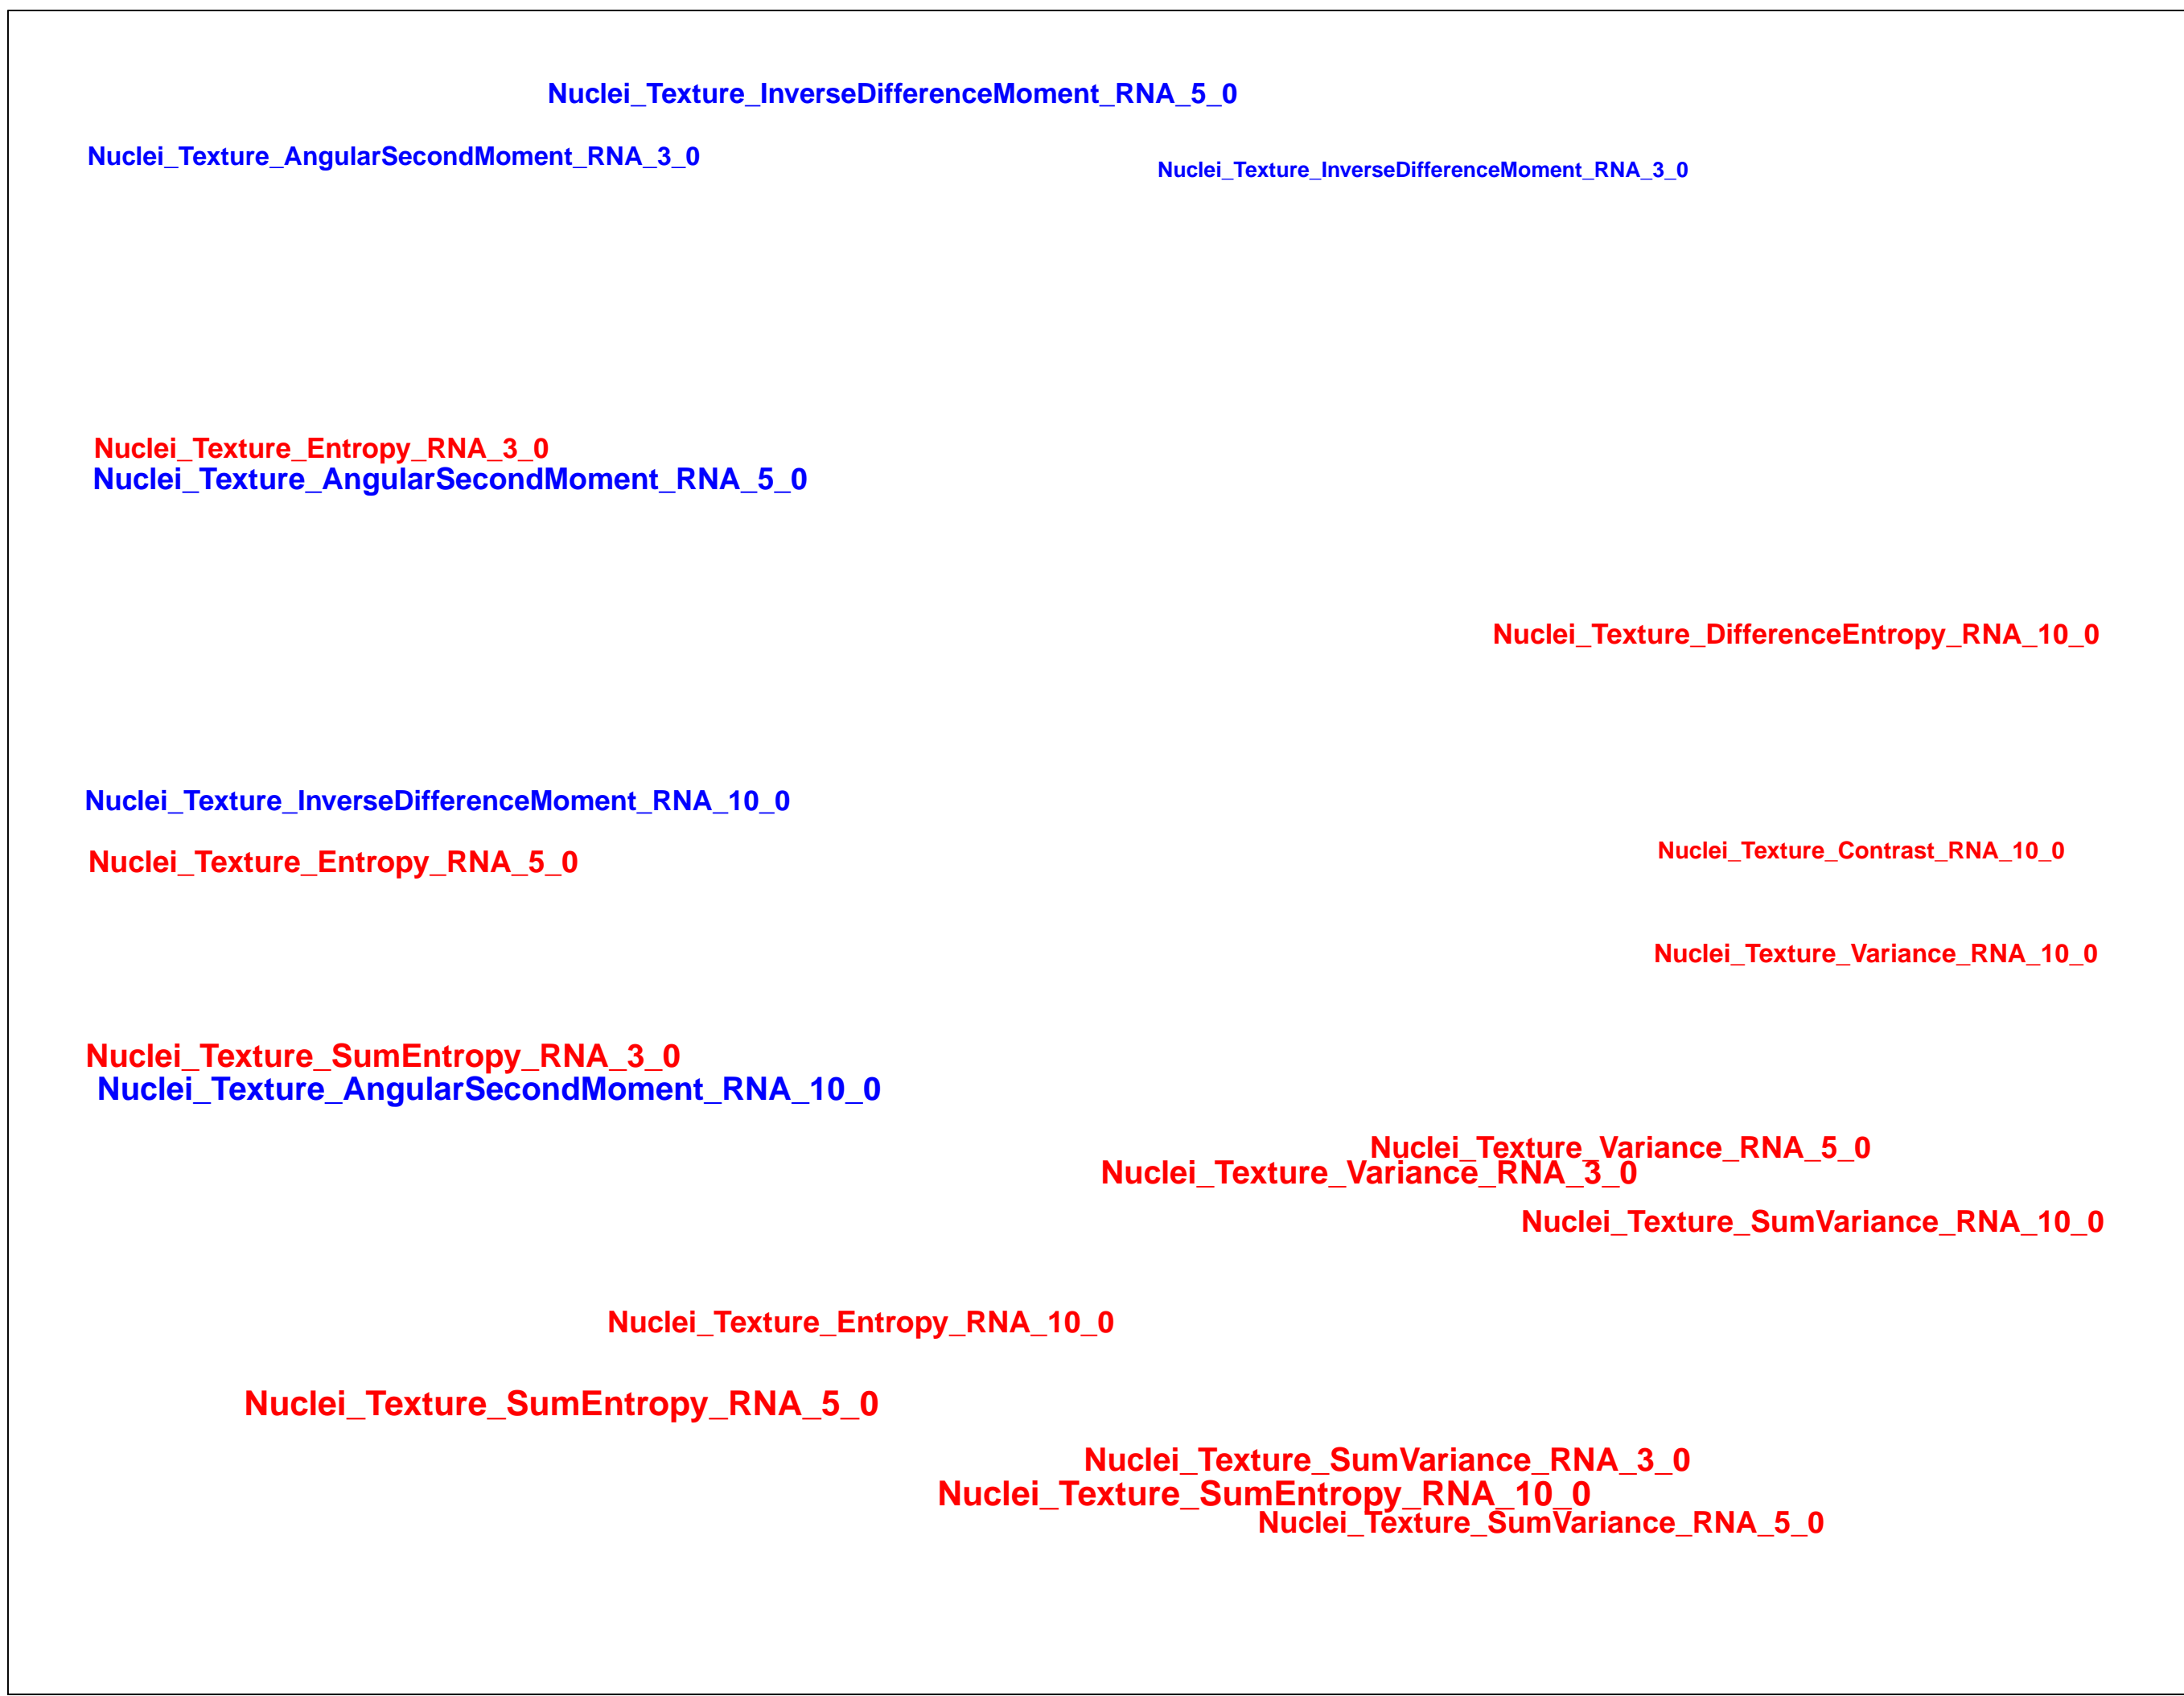 Nuclei_Texture_InverseDifferenceMoment_RNA_5_0
Nuclei_Texture_AngularSecondMoment_RNA_3_0
Nuclei_Texture_InverseDifferenceMoment_RNA_3_0
Nuclei_Texture_Entropy_RNA_3_0
Nuclei_Texture_AngularSecondMoment_RNA_5_0
Nuclei_Texture_DifferenceEntropy_RNA_10_0
Nuclei_Texture_InverseDifferenceMoment_RNA_10_0
Nuclei_Texture_Contrast_RNA_10_0
Nuclei_Texture_Entropy_RNA_5_0
Nuclei_Texture_Variance_RNA_10_0
Nuclei_Texture_SumEntropy_RNA_3_0
Nuclei_Texture_AngularSecondMoment_RNA_10_0
Nuclei_Texture_Variance_RNA_5_0
Nuclei_Texture_Variance_RNA_3_0
Nuclei_Texture_SumVariance_RNA_10_0
Nuclei_Texture_Entropy_RNA_10_0
Nuclei_Texture_SumEntropy_RNA_5_0
Nuclei_Texture_SumVariance_RNA_3_0
Nuclei_Texture_SumEntropy_RNA_10_0
Nuclei_Texture_SumVariance_RNA_5_0